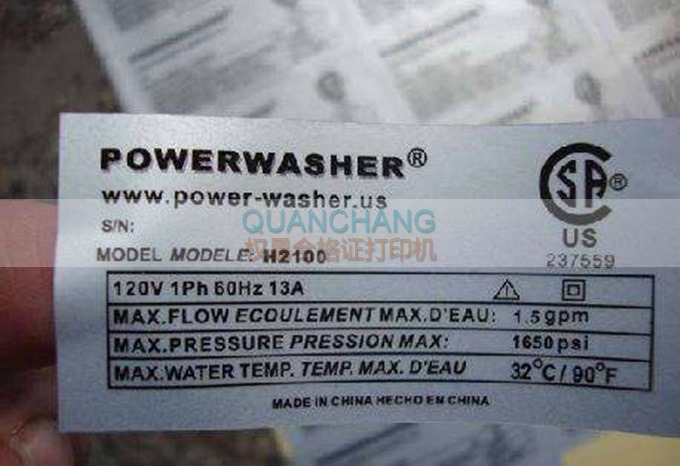 POWERWASHER®
www.power-washer.us
S/N:
MODEL MODELE: H2100
QUANCHANG
权晨合格证打印机
CSA®
US
237559
120V 1Ph 60Hz 13A
MAX.FLOW ECOULEMENT MAX.D'EAU: 1.5gpm
MAX.PRESSURE PRESSION MAX: 1650psi
MAX.WATER TEMP. TEMP. MAX. D'EAU 32°C/90°F
MADE IN CHINA HECHO EN CHINA